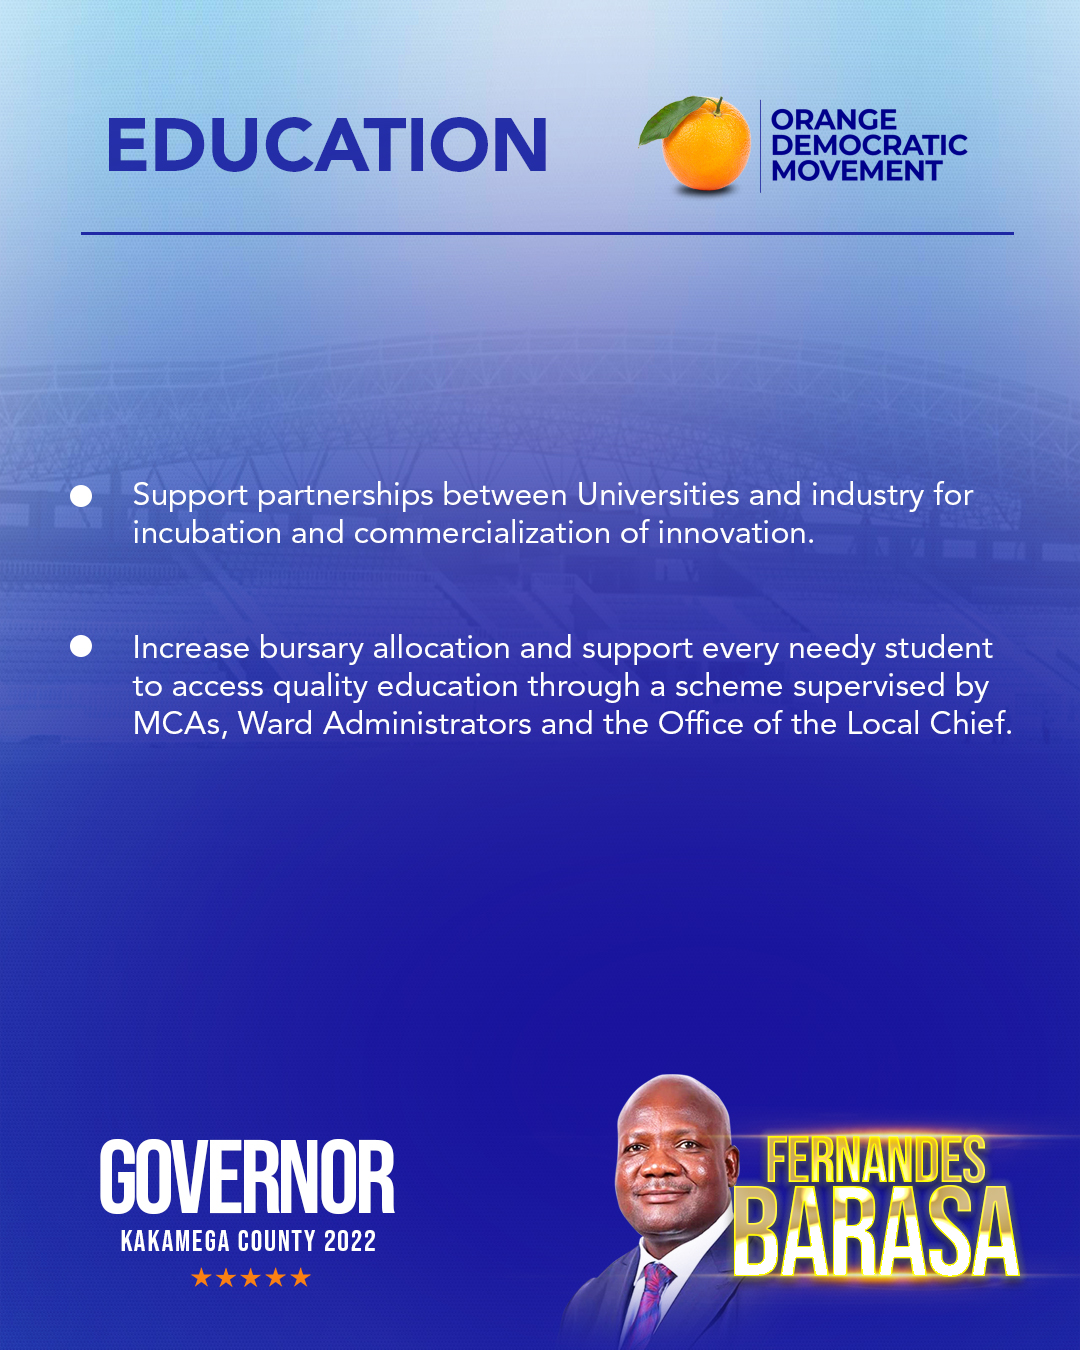 EDUCATION
ORANGE
DEMOCRATIC
MOVEMENT
Support partnerships between Universities and industry for
incubation and commercialization of innovation.
Increase bursary allocation and support every needy student
to access quality education through a scheme supervised by
MCAs, Ward Administrators and the Office of the Local Chief.
GOVERNOR
KAKAMEGA COUNTY 2022
FERNANDES
BARASA